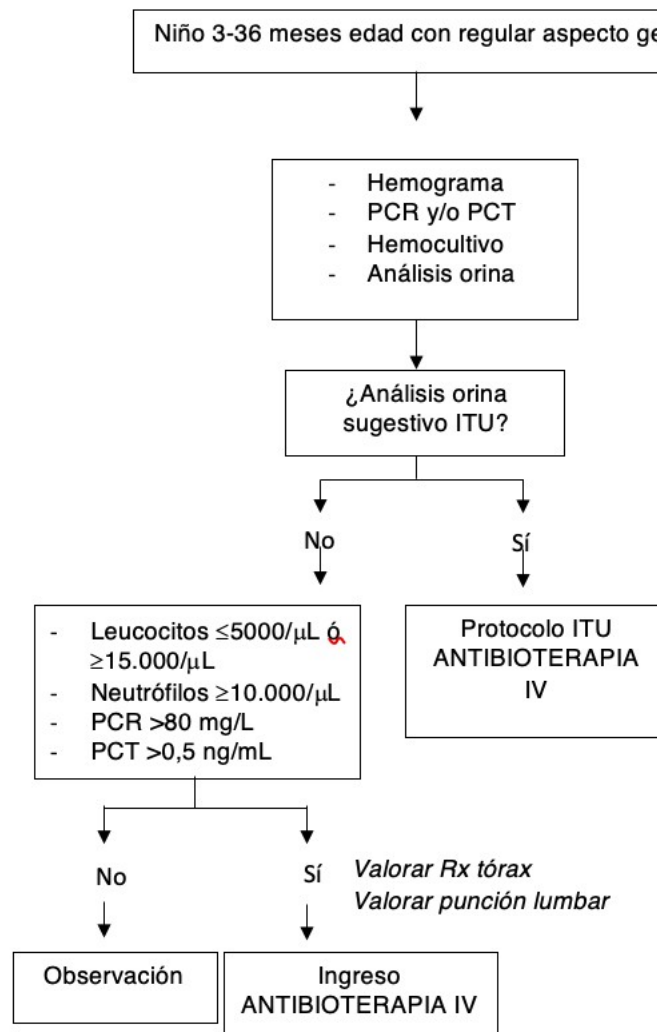 Niño 3-36 meses edad con regular aspecto ge
- Hemograma
- PCR y/o PCT
- Hemocultivo
- Análisis orina
¿Análisis orina
sugestivo ITU?
No
Sí
- Leucocitos ≤5000/μL ó
≥15.000/μL
- Neutrófilos ≥10.000/μL
- PCR >80 mg/L
- PCT >0,5 ng/mL
Protocolo ITU
ANTIBIOTERAPIA
IV
No
Sí
Valorar Rx tórax
Valorar punción lumbar
Observación
Ingreso
ANTIBIOTERAPIA IV